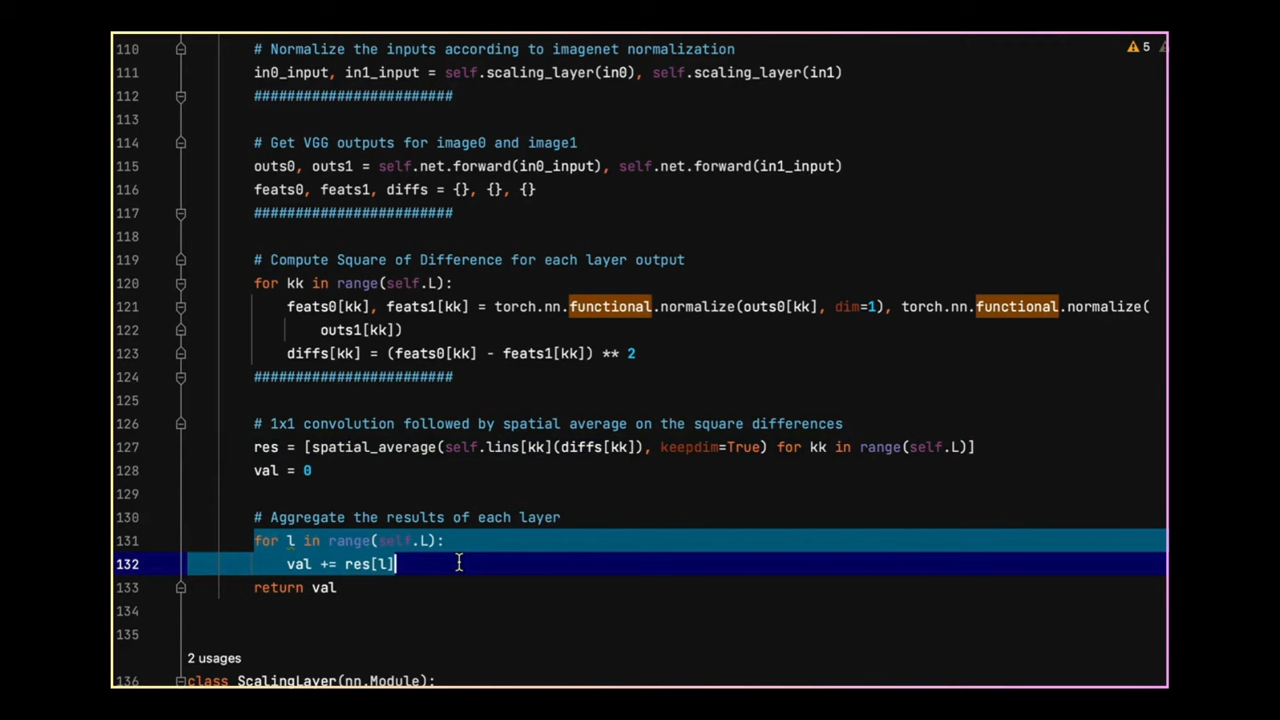 110 # Normalize the inputs according to imagenet normalization
5
111 in0_input, in1_input = self.scaling_layer(in0), self.scaling_layer(in1)
112 ########################
113
114 # Get VGG outputs for image0 and image1
115 outs0, outs1 = self.net.forward(in0_input), self.net.forward(in1_input)
116 feats0, feats1, diffs = {}, {}, {}
117 ########################
118
119 # Compute Square of Difference for each layer output
120 for kk in range(self.L):
121 feats0[kk], feats1[kk] = torch.nn.functional.normalize(outs0[kk], dim=1), torch.nn.functional.normalize(
122 outs1[kk])
123 diffs[kk] = (feats0[kk] - feats1[kk]) ** 2
124 ########################
125
126 # 1x1 convolution followed by spatial average on the square differences
127 res = [spatial_average(self.lins[kk](diffs[kk]), keepdim=True) for kk in range(self.L)]
128 val = 0
129
130 # Aggregate the results of each layer
131 for l in range(self.L):
132 val += res[l]
133 return val
134
135
2 usages
136 class ScalingLayer(nn.Module):